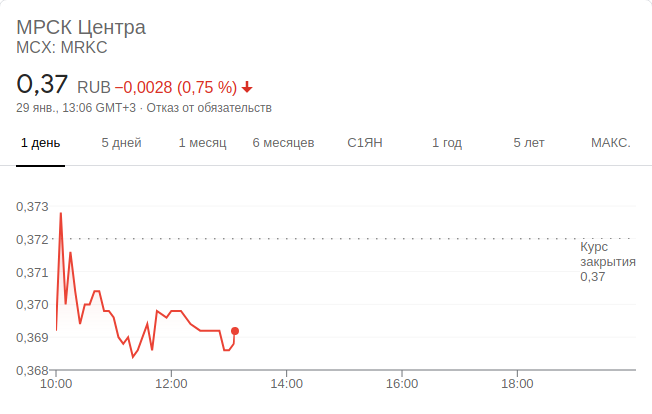 МРСК Центра
MCX: MRKC
0,37 RUB −0,0028 (0,75 %)
29 янв., 13:06 GMT+3 · Отказ от обязательств
1 день 5 дней 1 месяц 6 месяцев С1ЯН 1 год 5 лет МАКС.
0,373
0,372
Курс
закрытия
0,37
0,371
0,370
0,369
0,368
10:00 12:00 14:00 16:00 18:00